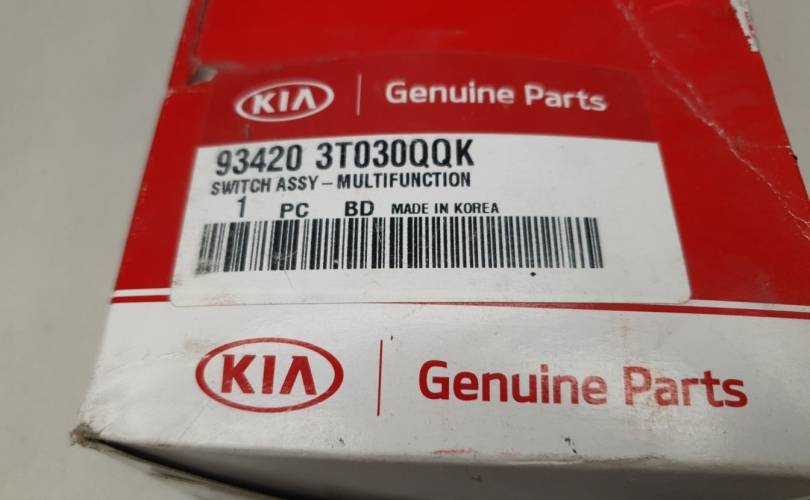 KIA Genuine Parts
93420 3T030QQK
SWITCH ASSY-MULTIFUNCTION
1 PC BD MADE IN KOREA
KIA Genuine Parts